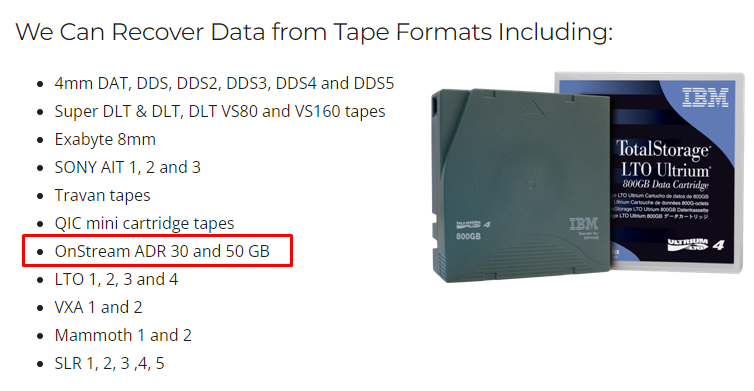 We Can Recover Data from Tape Formats Including:
4mm DAT, DDS, DDS2, DDS3, DDS4 and DDS5
Super DLT & DLT, DLT VS80 and VS160 tapes
Exabyte 8mm
SONY AIT 1, 2 and 3
Travan tapes
QIC mini cartridge tapes
OnStream ADR 30 and 50 GB
LTO 1, 2, 3 and 4
VXA 1 and 2
Mammoth 1 and 2
SLR 1, 2, 3 ,4, 5
ULTRIUM LTO 4
800GB
IBM
IBM
TotalStorage
LTO Ultrium
800GB Data Cartridge
ULTRIUM LTO 4